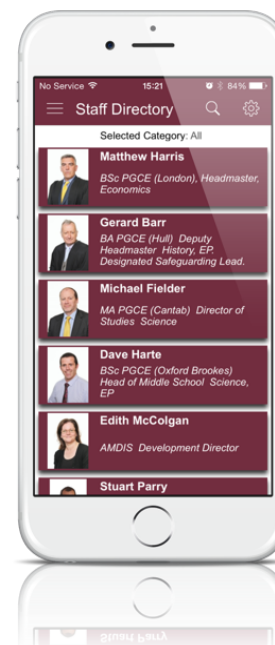 No Service 15:21 84%
Staff Directory
Selected Category: All
Matthew Harris
BSc PGCE (London), Headmaster,
Economics
Gerard Barr
BA PGCE (Hull) Deputy
Headmaster History, EP.
Designated Safeguarding Lead.
Michael Fielder
MA PGCE (Cantab) Director of
Studies Science
Dave Harte
BSc PGCE (Oxford Brookes)
Head of Middle School Science,
EP
Edith McColgan
AMDIS Development Director
Stuart Parry
Stuart Parry